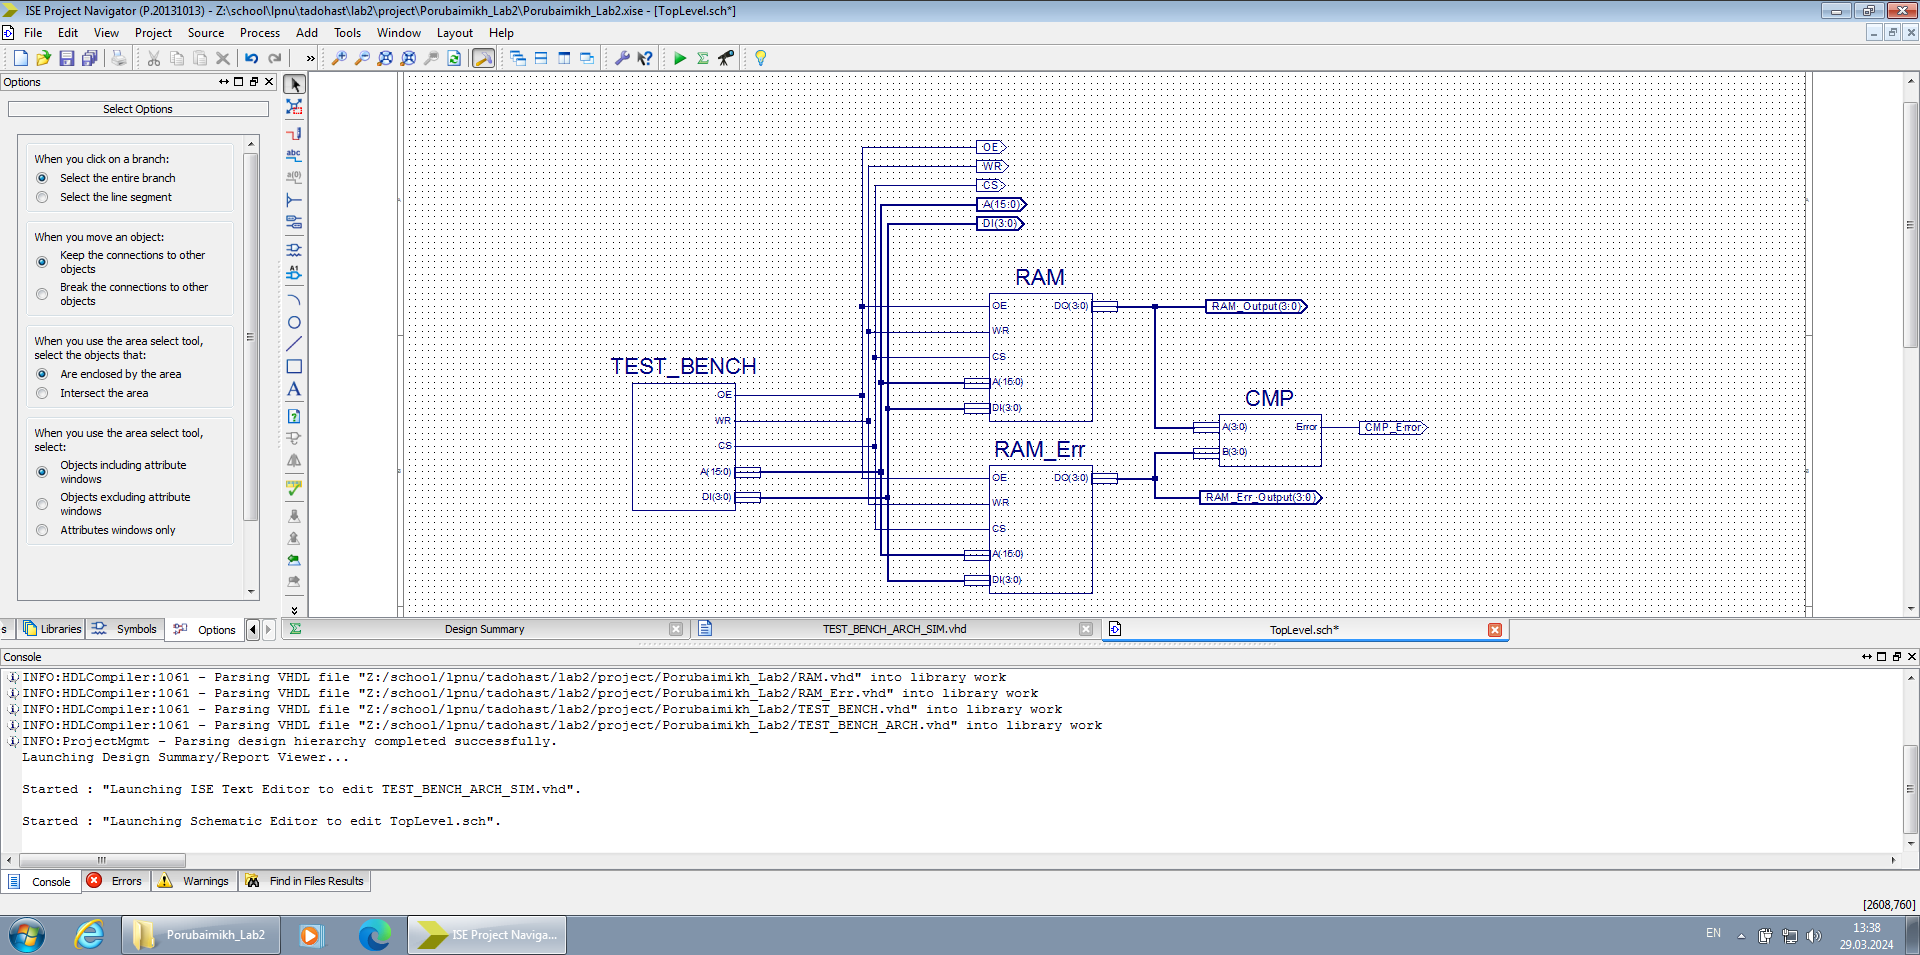 ISE Project Navigator (P.20131013) - Z:\school\lpnu\tadohast\lab2\project\Porubaimikh_Lab2\Porubaimikh_Lab2.xise - [TopLevel.sch*]
File Edit View Project Source Process Add Tools Window Layout Help
Options
Select Options
When you click on a branch:
Select the entire branch
Select the line segment
When you move an object:
Keep the connections to other
objects
Break the connections to other
objects
When you use the area select tool,
select the objects that:
Are enclosed by the area
Intersect the area
When you use the area select tool,
select:
Objects including attribute
windows
Objects excluding attribute
windows
Attributes windows only
OE
WR
CS
A(15:0)
DI(3:0)
TEST_BENCH
OE
WR
CS
A(15:0)
DI(3:0)
RAM
OE
WR
CS
A(15:0)
DI(3:0)
DO(3:0)
RAM_Output(3:0)
RAM_Err
OE
WR
CS
A(15:0)
DI(3:0)
DO(3:0)
RAM_Err_Output(3:0)
CMP
A(3:0)
B(3:0)
Error
CMP_Error
s Libraries Symbols Options
Design Summary TEST_BENCH_ARCH_SIM.vhd TopLevel.sch*
Console
INFO:HDLCompiler:1061 - Parsing VHDL file "Z:/school/lpnu/tadohast/lab2/project/Porubaimikh_Lab2/RAM.vhd" into library work
INFO:HDLCompiler:1061 - Parsing VHDL file "Z:/school/lpnu/tadohast/lab2/project/Porubaimikh_Lab2/RAM_Err.vhd" into library work
INFO:HDLCompiler:1061 - Parsing VHDL file "Z:/school/lpnu/tadohast/lab2/project/Porubaimikh_Lab2/TEST_BENCH.vhd" into library work
INFO:HDLCompiler:1061 - Parsing VHDL file "Z:/school/lpnu/tadohast/lab2/project/Porubaimikh_Lab2/TEST_BENCH_ARCH.vhd" into library work
INFO:ProjectMgmt - Parsing design hierarchy completed successfully.
Launching Design Summary/Report Viewer...
Started : "Launching ISE Text Editor to edit TEST_BENCH_ARCH_SIM.vhd".
Started : "Launching Schematic Editor to edit TopLevel.sch".
Console Errors Warnings Find in Files Results
[2608,760]
Porubaimikh_Lab2 ISE Project Naviga... EN 13:38
29.03.2024